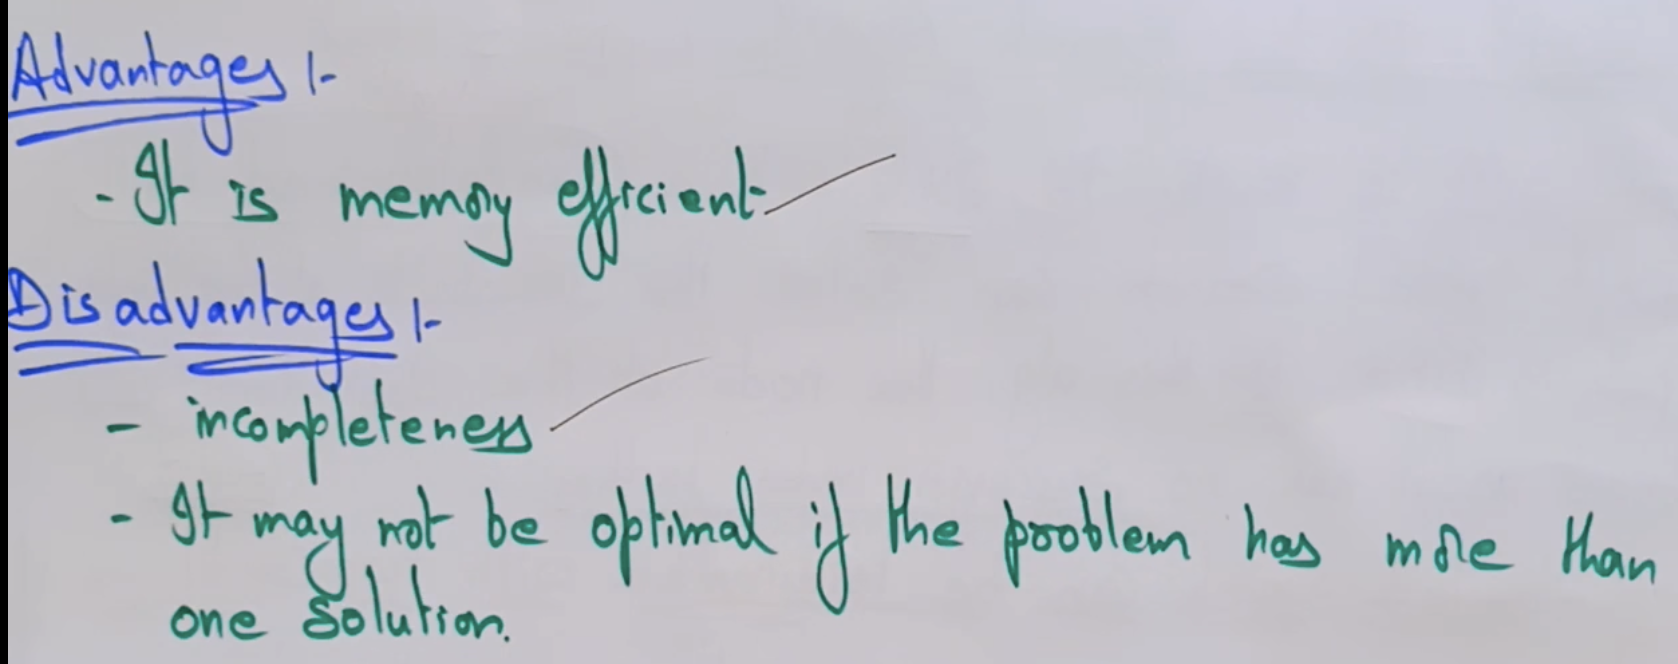 Advantages :-
- It is memory efficient
Disadvantages :-
- incompleteness
- It may not be optimal if the problem has more than
one solution.